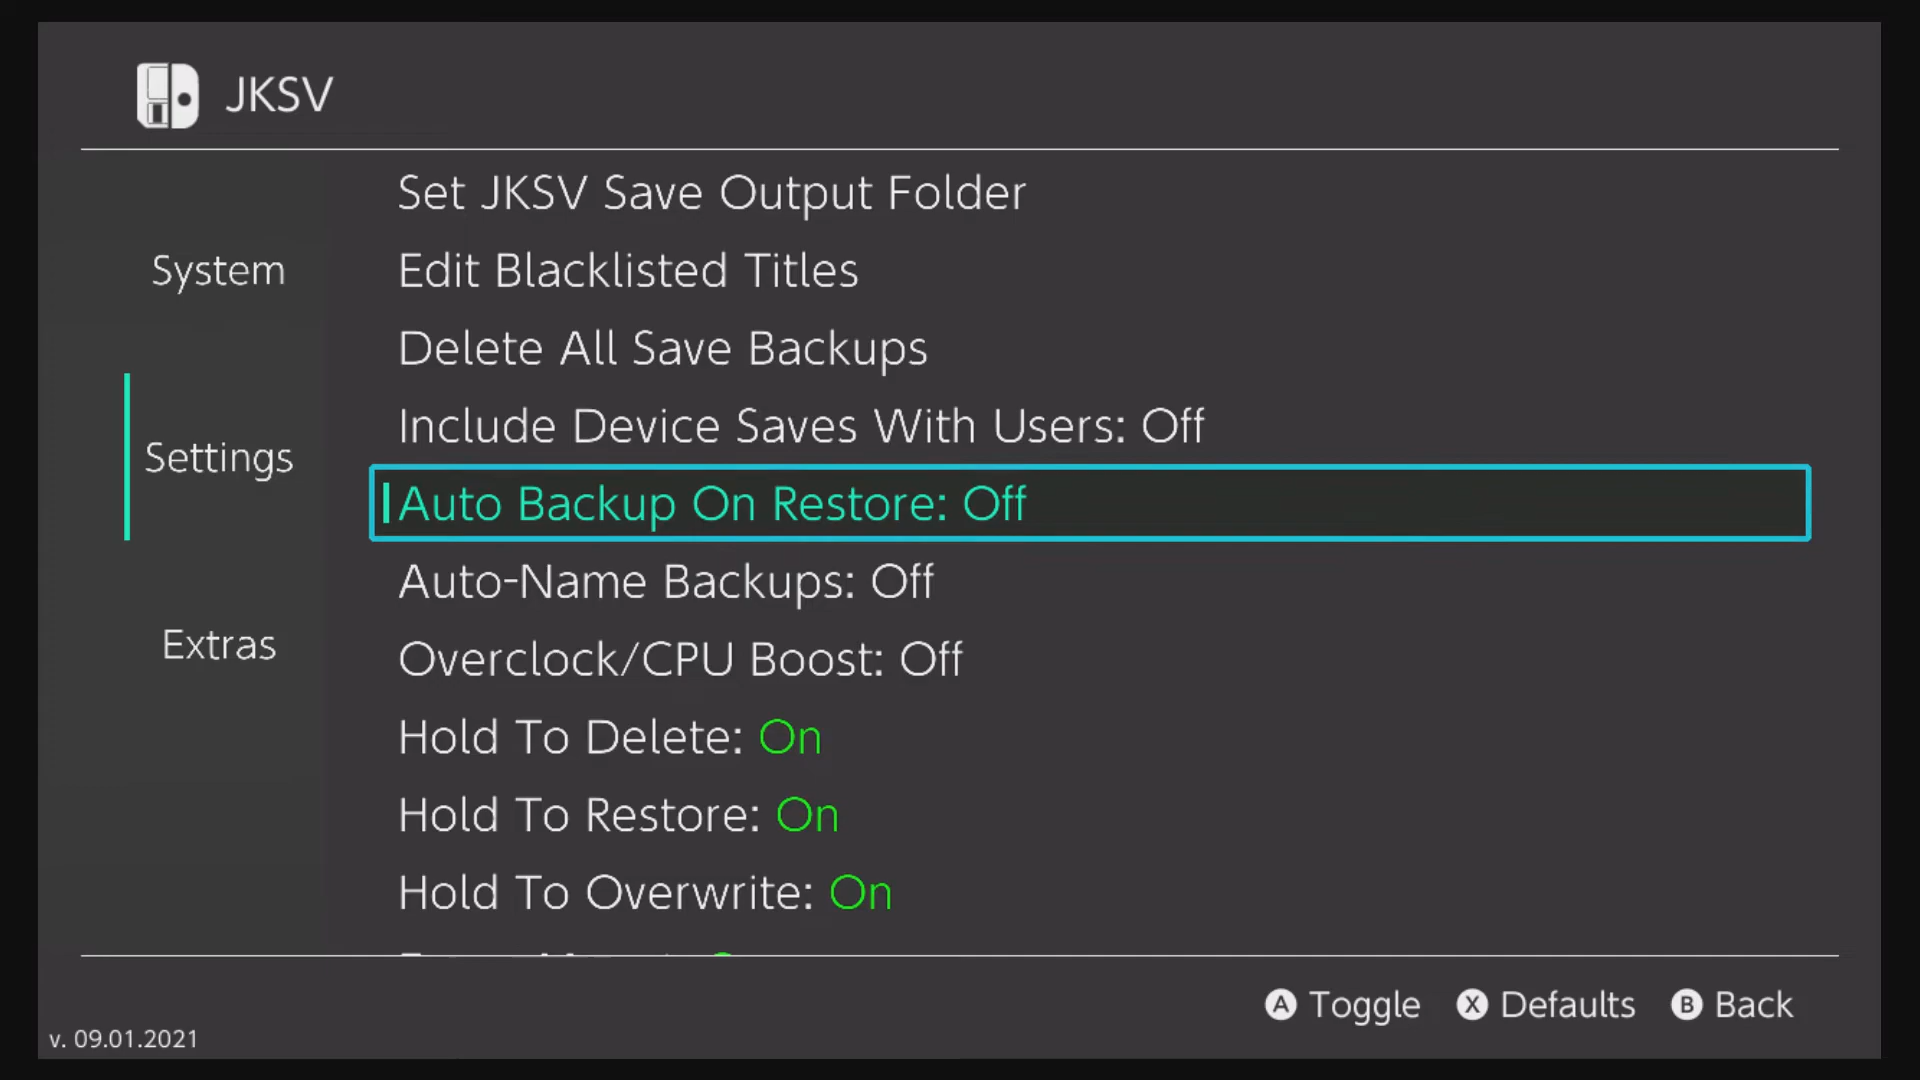 JKSV
Set JKSV Save Output Folder
System
Edit Blacklisted Titles
Delete All Save Backups
Include Device Saves With Users: Off
Settings
Auto Backup On Restore: Off
Auto-Name Backups: Off
Extras
Overclock/CPU Boost: Off
Hold To Delete: On
Hold To Restore: On
Hold To Overwrite: On
A Toggle X Defaults B Back
v. 09.01.2021